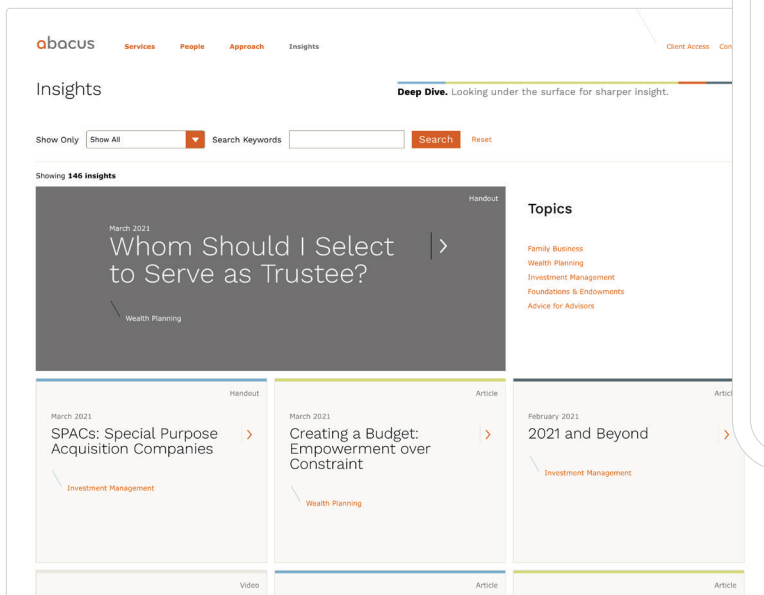 abacus
Services People Approach Insights
Client Access
Insights
Deep Dive. Looking under the surface for sharper insight.
Show Only Show All Search Keywords Search Reset
Showing 146 insights
Handout
March 2021
Whom Should I Select
to Serve as Trustee?
Wealth Planning
Topics
Family Business
Wealth Planning
Investment Management
Foundations & Endowments
Advice for Advisors
Handout
March 2021
SPACs: Special Purpose
Acquisition Companies
Investment Management
Article
March 2021
Creating a Budget:
Empowerment over
Constraint
Wealth Planning
February 2021
2021 and Beyond
Investment Management
Video
Article
Article